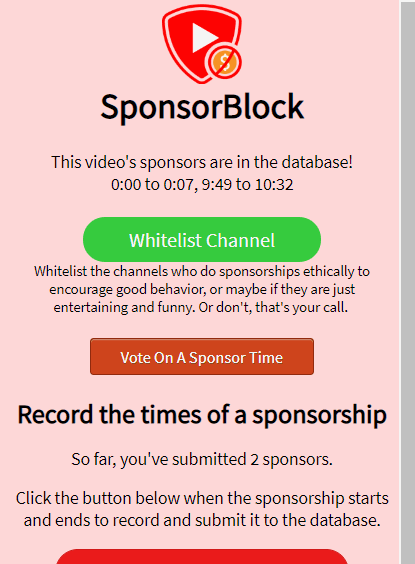 SponsorBlock
This video's sponsors are in the database!
0:00 to 0:07, 9:49 to 10:32
Whitelist Channel
Whitelist the channels who do sponsorships ethically to
encourage good behavior, or maybe if they are just
entertaining and funny. Or don't, that's your call.
Vote On A Sponsor Time
Record the times of a sponsorship
So far, you've submitted 2 sponsors.
Click the button below when the sponsorship starts
and ends to record and submit it to the database.